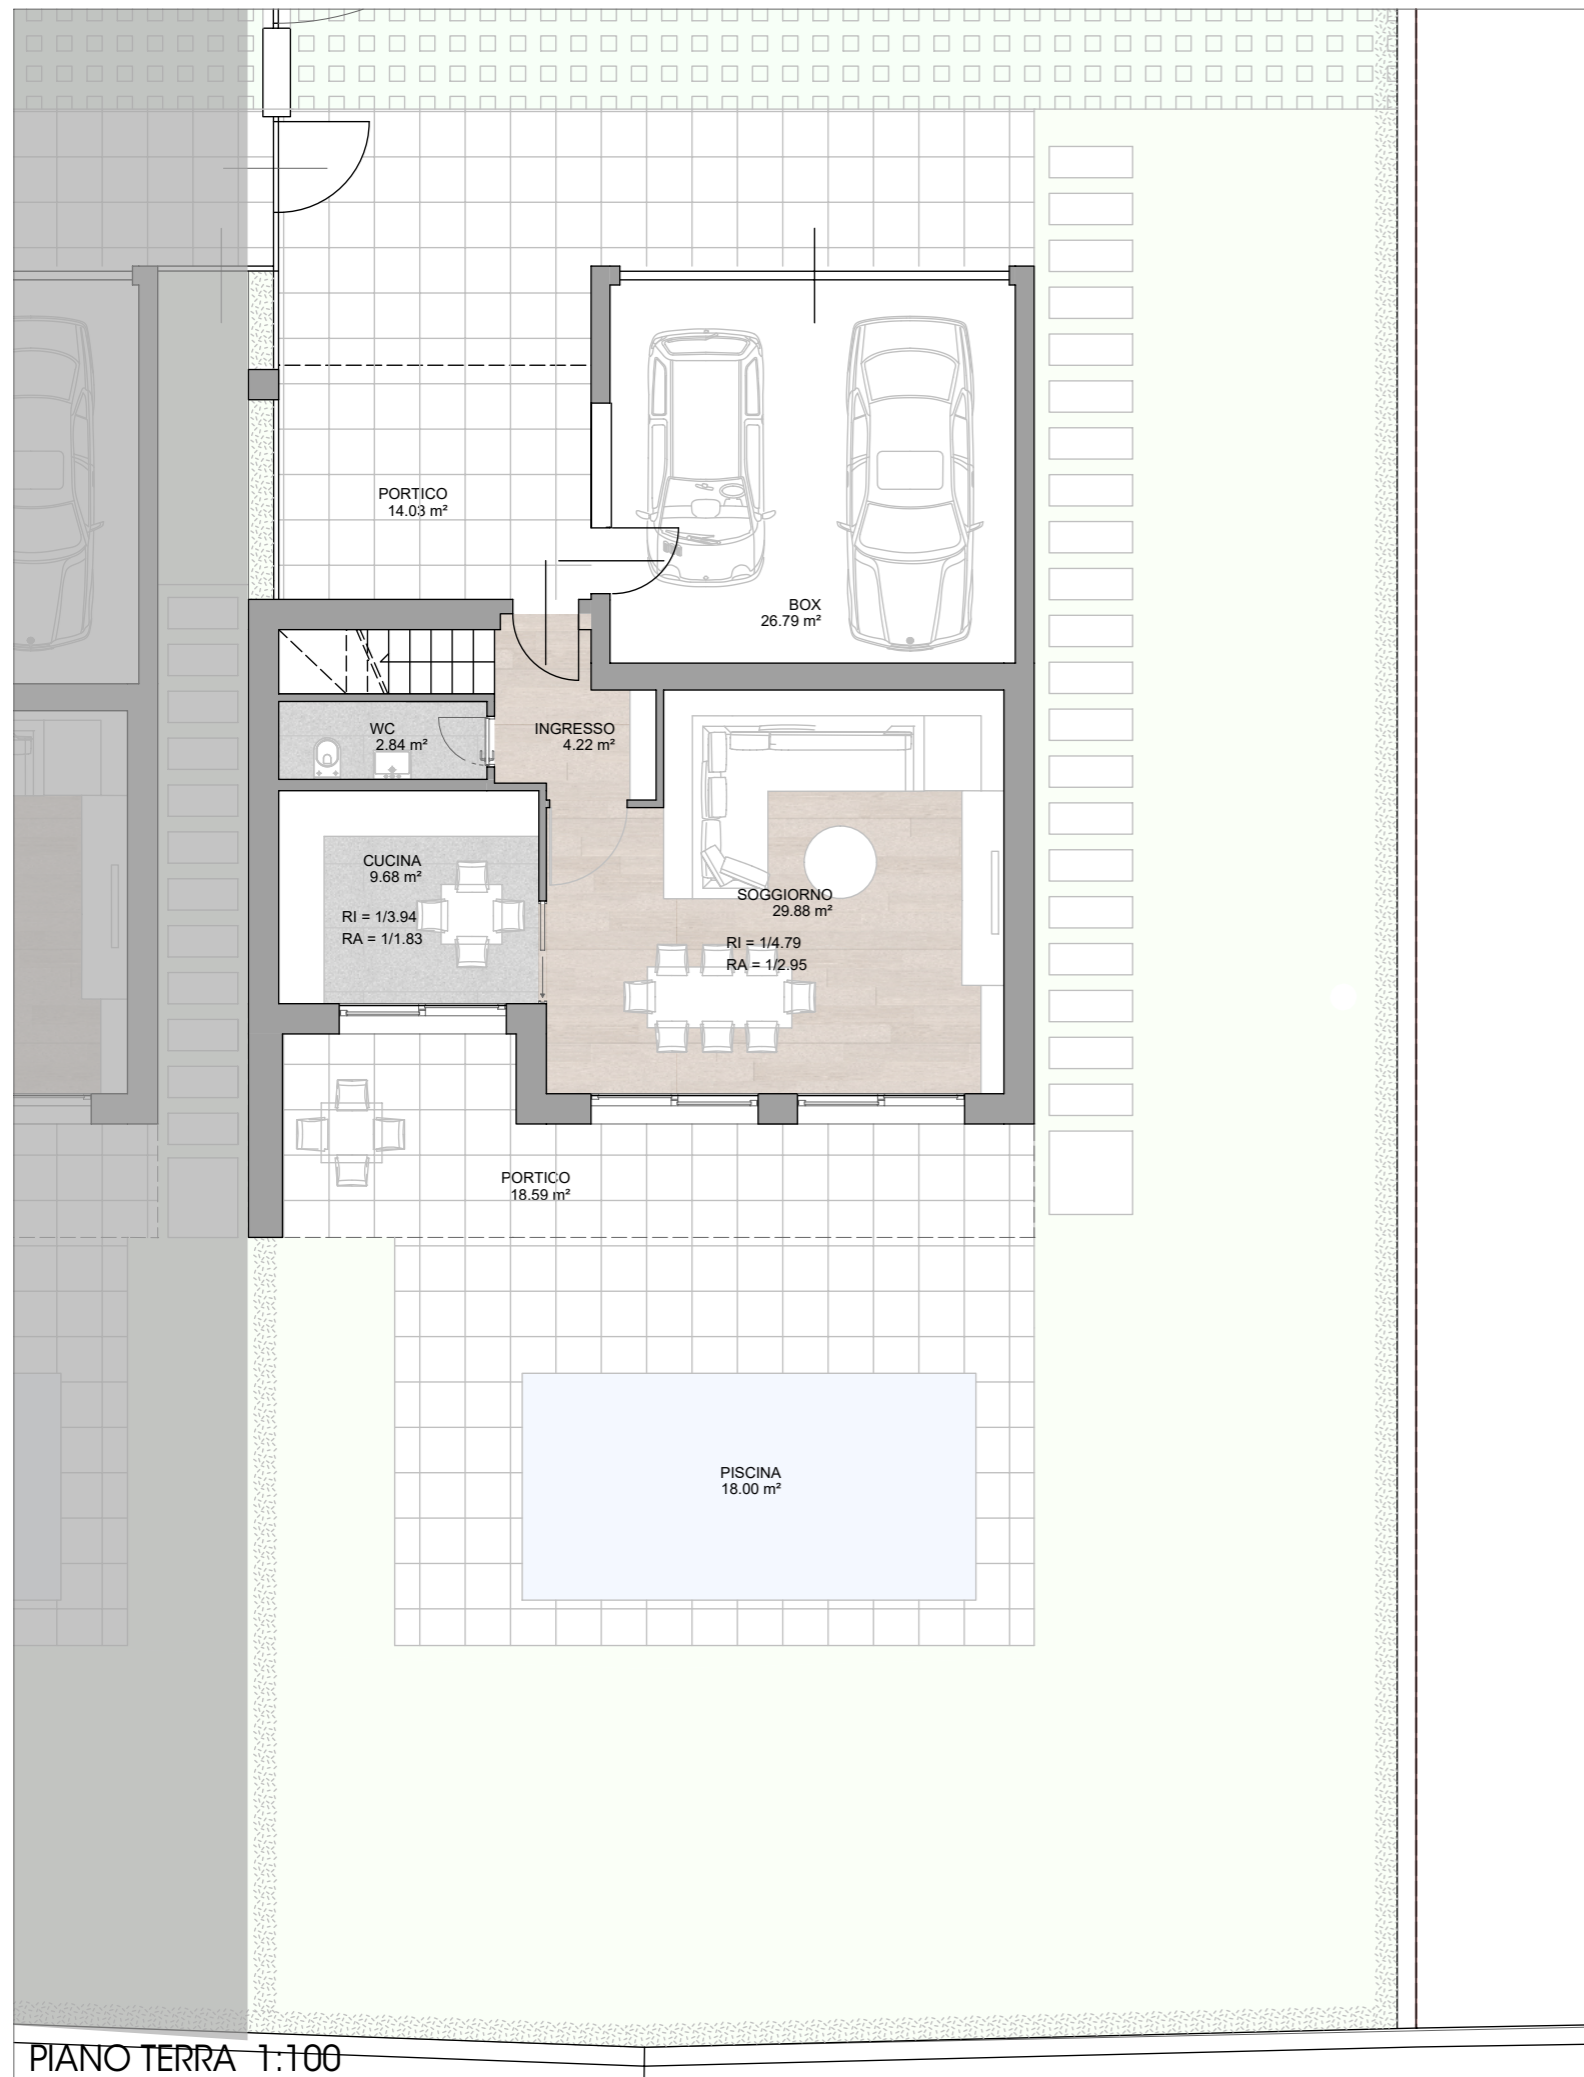 PORTICO
14.03 m²
BOX
26.79 m²
WC
2.84 m²
INGRESSO
4.22 m²
CUCINA
9.68 m²
RI = 1/3.94
RA = 1/1.83
SOGGIORNO
29.88 m²
RI = 1/4.79
RA = 1/2.95
PORTICO
18.59 m²
PISCINA
18.00 m²
PIANO TERRA 1:100